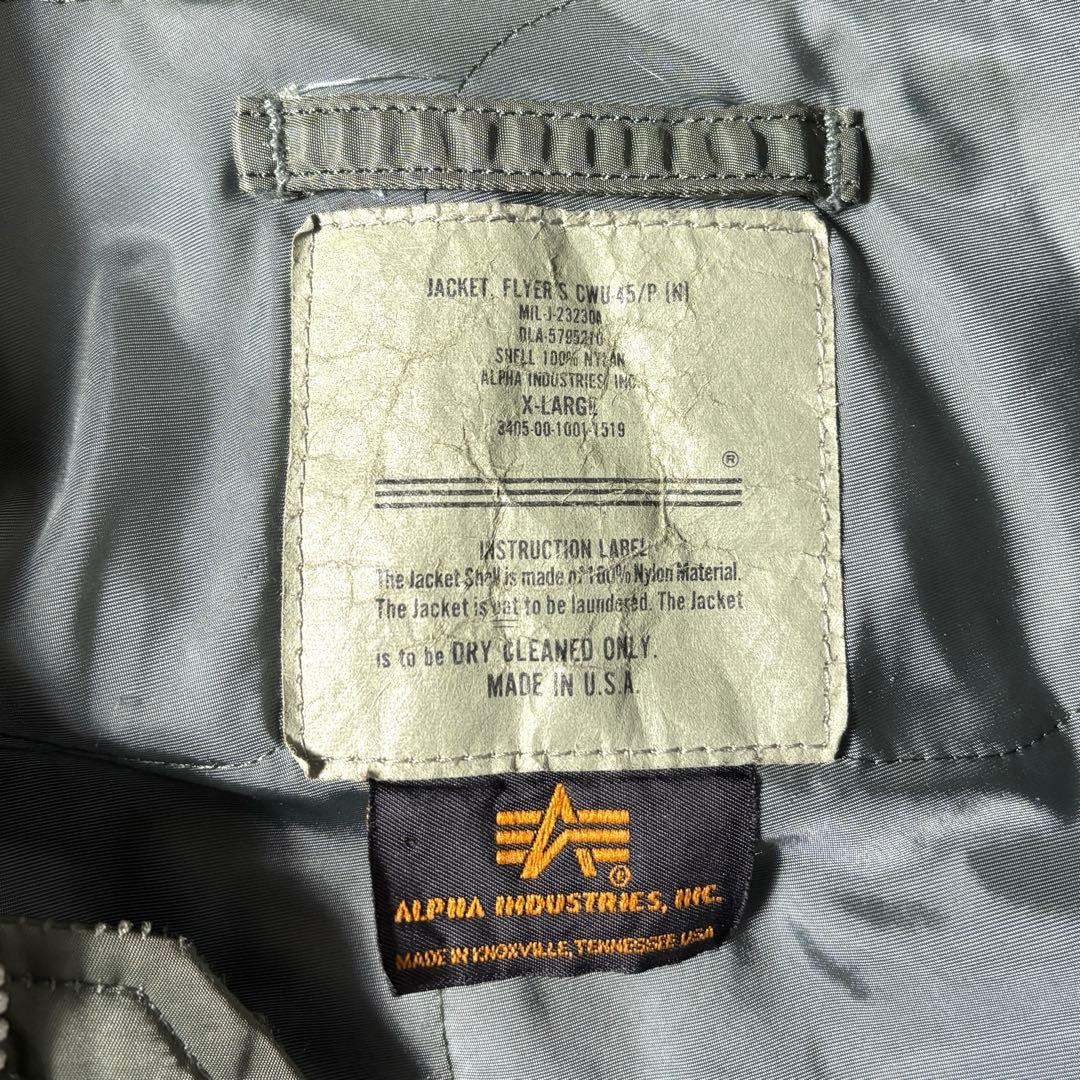 JACKET, FLYER'S CWU-45/P (N)
MIL-J-23230A
DLA-5795210
SHELL 100% NYLON
ALPHA INDUSTRIES, INC
X-LARGE
3405-00-1001-1519
®
INSTRUCTION LABEL
The Jacket Shell is made of 100% Nylon Material.
The Jacket is not to be laundered. The Jacket
is to be DRY CLEANED ONLY.
MADE IN U.S.A.
©
ALPHA INDUSTRIES, INC.
MADE IN KNOXVILLE, TENNESSEE USA